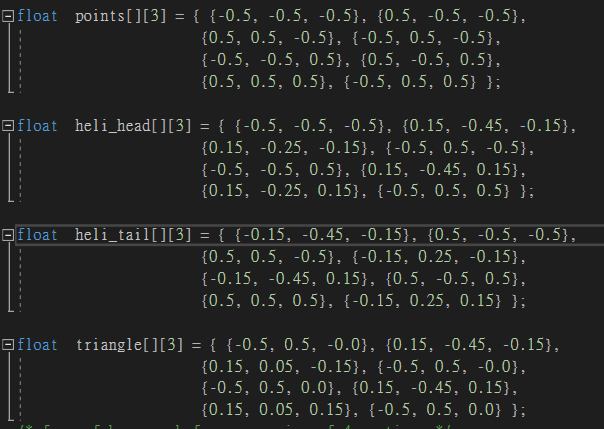 float points[][3] = { {-0.5, -0.5, -0.5}, {0.5, -0.5, -0.5},
{0.5, 0.5, -0.5}, {-0.5, 0.5, -0.5},
{-0.5, -0.5, 0.5}, {0.5, -0.5, 0.5},
{0.5, 0.5, 0.5}, {-0.5, 0.5, 0.5} };
float heli_head[][3] = { {-0.5, -0.5, -0.5}, {0.15, -0.45, -0.15},
{0.15, -0.25, -0.15}, {-0.5, 0.5, -0.5},
{-0.5, -0.5, 0.5}, {0.15, -0.45, 0.15},
{0.15, -0.25, 0.15}, {-0.5, 0.5, 0.5} };
float heli_tail[][3] = { {-0.15, -0.45, -0.15}, {0.5, -0.5, -0.5},
{0.5, 0.5, -0.5}, {-0.15, 0.25, -0.15},
{-0.15, -0.45, 0.15}, {0.5, -0.5, 0.5},
{0.5, 0.5, 0.5}, {-0.15, 0.25, 0.15} };
float triangle[][3] = { {-0.5, 0.5, -0.0}, {0.15, -0.45, -0.15},
{0.15, 0.05, -0.15}, {-0.5, 0.5, -0.0},
{-0.5, 0.5, 0.0}, {0.15, -0.45, 0.15},
{0.15, 0.05, 0.15}, {-0.5, 0.5, 0.0} };